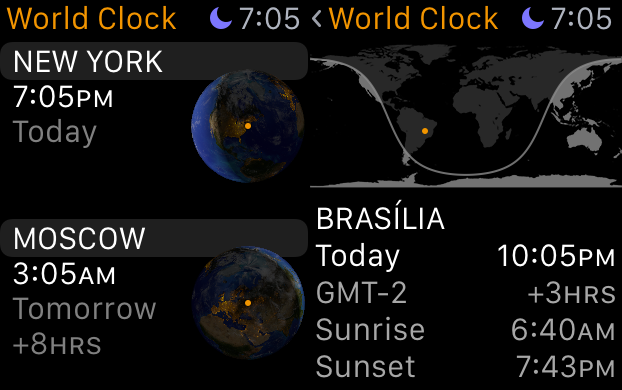 World Clock 7:05
NEW YORK
7:05PM
Today
MOSCOW
3:05AM
Tomorrow
+8HRS
< World Clock 7:05
BRASÍLIA
Today 10:05PM
GMT-2 +3HRS
Sunrise 6:40AM
Sunset 7:43PM